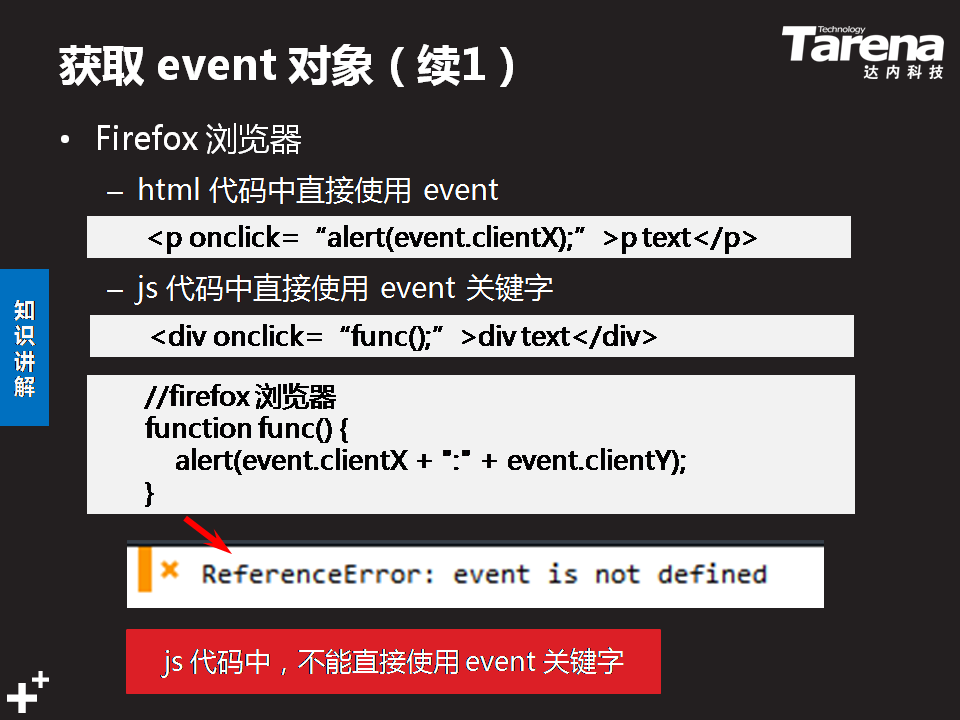 获取 event 对象（续1）
Technology
Tarena
达内科技
• Firefox 浏览器
– html 代码中直接使用 event
<p onclick= “alert(event.clientX);” >p text</p>
– js 代码中直接使用 event 关键字
<div onclick= “func();” >div text</div>
知识讲解
//firefox 浏览器
function func() {
alert(event.clientX + ":" + event.clientY);
}
× ReferenceError: event is not defined
js 代码中，不能直接使用 event 关键字